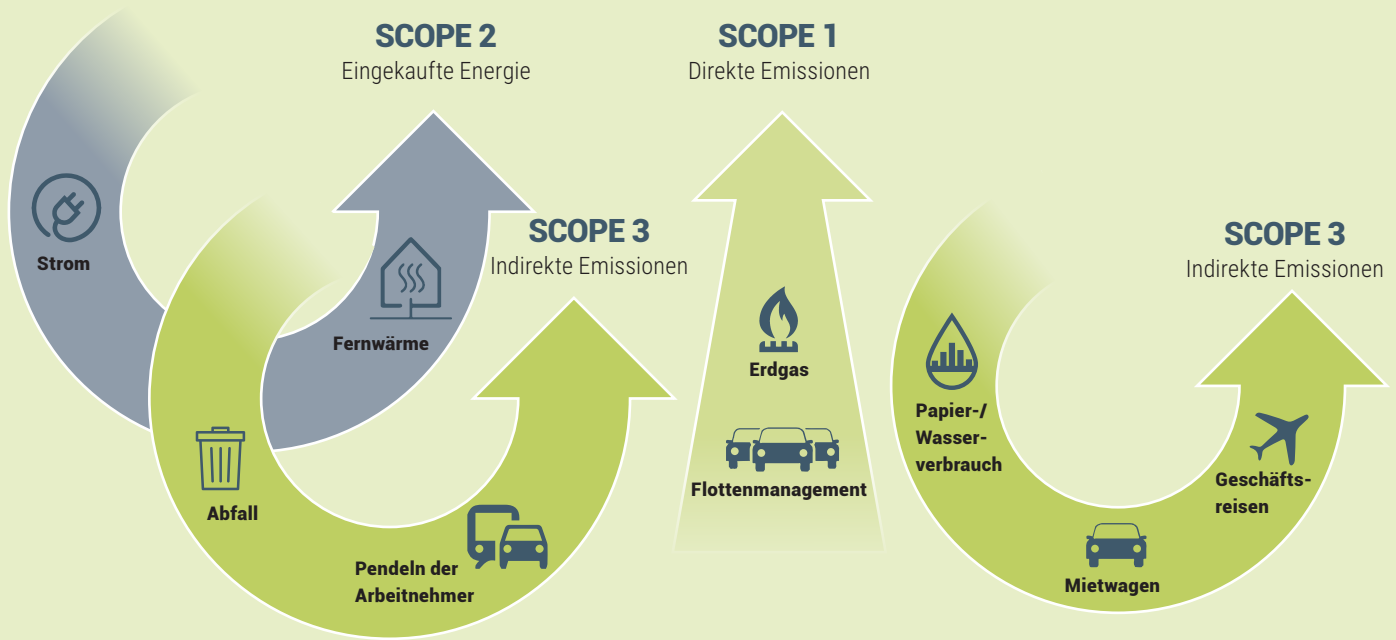 SCOPE 2
Eingekaufte Energie
Strom
Fernwärme
SCOPE 3
Indirekte Emissionen
Abfall
Pendeln der
Arbeitnehmer
SCOPE 1
Direkte Emissionen
Erdgas
Flottenmanagement
SCOPE 3
Indirekte Emissionen
Papier-/
Wasser-
verbrauch
Mietwagen
Geschäfts-
reisen